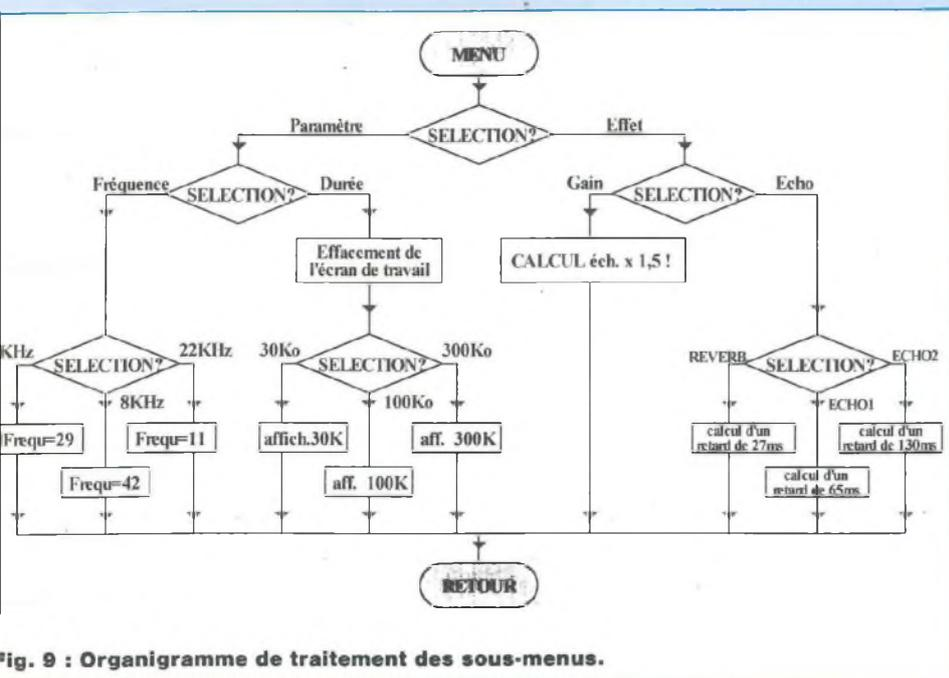 MENU
SELECTION?
Paramètre
Effet
SELECTION?
Fréquence
Durée
SELECTION?
Gain
Echo
Effacement de
l'écran de travail
CALCUL éch. x 1,5 !
KHz
SELECTION?
22KHz
8KHz
30Ko
SELECTION?
300Ko
100Ko
REVERB
SELECTION?
ECHO2
ECHO1
Frequ=29
Frequ=11
Frequ=42
affich.30K
aff. 300K
aff. 100K
calcul d'un
retard de 27ms
calcul d'un
retard de 130ms
calcul d'un
retard de 65ms
RETOUR
Fig. 9 : Organigramme de traitement des sous-menus.